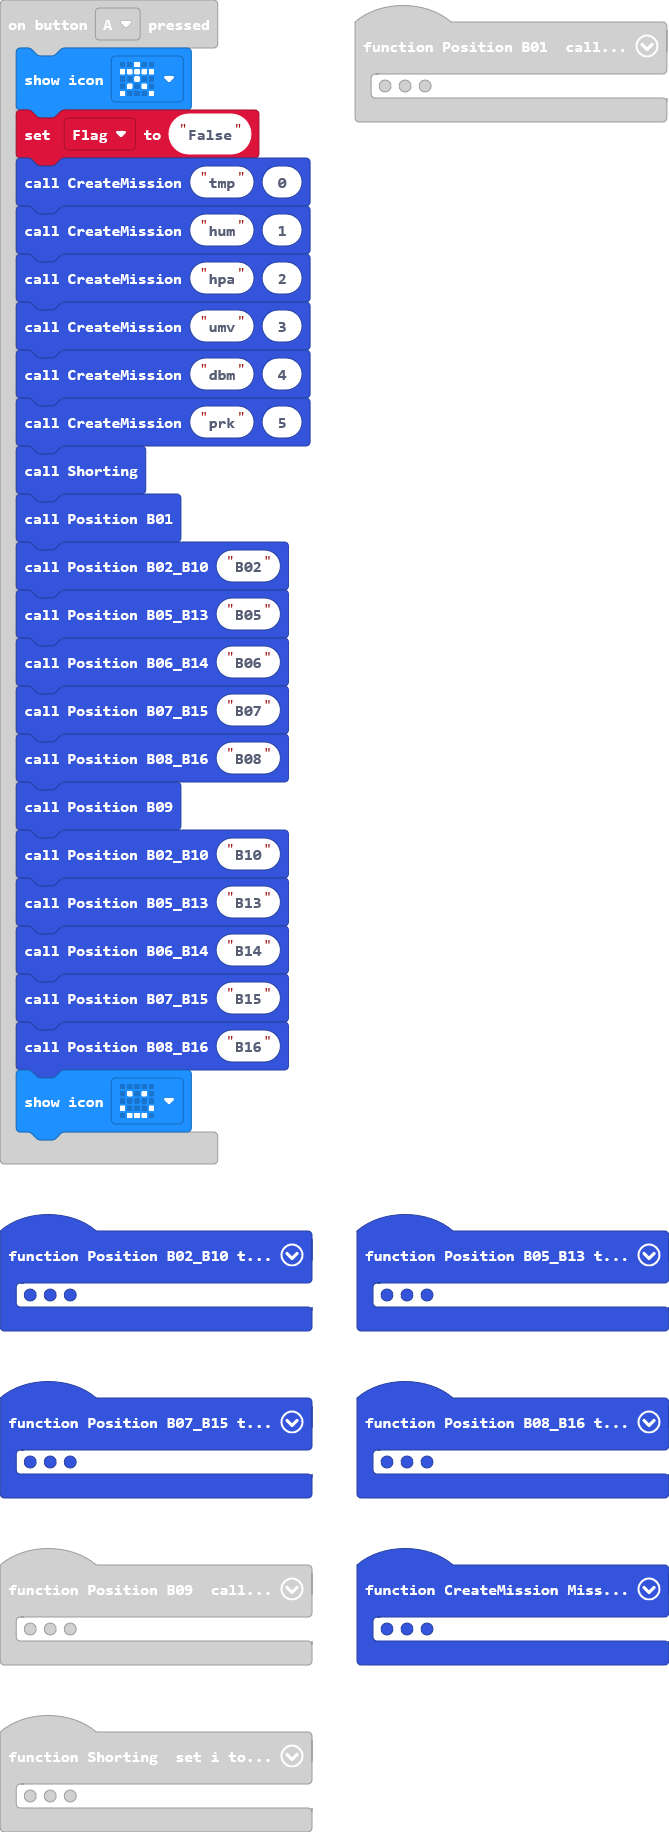 on button A pressed
show icon
set Flag to "False"
call CreateMission "tmp" 0
call CreateMission "hum" 1
call CreateMission "hpa" 2
call CreateMission "umv" 3
call CreateMission "dbm" 4
call CreateMission "prk" 5
call Shorting
call Position B01
call Position B02_B10 "B02"
call Position B05_B13 "B05"
call Position B06_B14 "B06"
call Position B07_B15 "B07"
call Position B08_B16 "B08"
call Position B09
call Position B02_B10 "B10"
call Position B05_B13 "B13"
call Position B06_B14 "B14"
call Position B07_B15 "B15"
call Position B08_B16 "B16"
show icon
function Position B01 call...
function Position B02_B10 t...
function Position B05_B13 t...
function Position B07_B15 t...
function Position B08_B16 t...
function Position B09 call...
function CreateMission Miss...
function Shorting set i to...